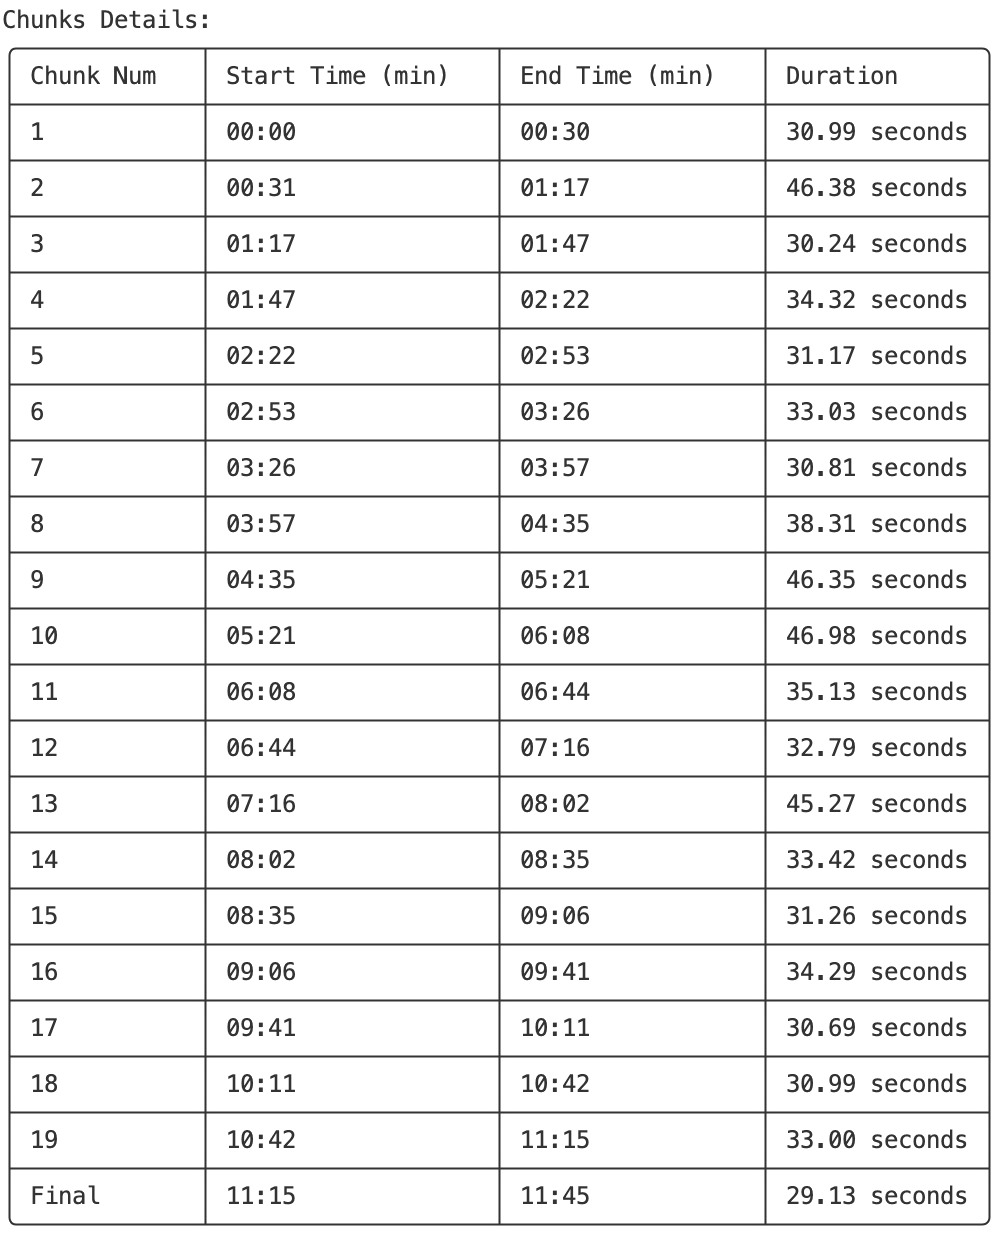 Chunks Details:
Chunk Num Start Time (min) End Time (min) Duration
1 00:00 00:30 30.99 seconds
2 00:31 01:17 46.38 seconds
3 01:17 01:47 30.24 seconds
4 01:47 02:22 34.32 seconds
5 02:22 02:53 31.17 seconds
6 02:53 03:26 33.03 seconds
7 03:26 03:57 30.81 seconds
8 03:57 04:35 38.31 seconds
9 04:35 05:21 46.35 seconds
10 05:21 06:08 46.98 seconds
11 06:08 06:44 35.13 seconds
12 06:44 07:16 32.79 seconds
13 07:16 08:02 45.27 seconds
14 08:02 08:35 33.42 seconds
15 08:35 09:06 31.26 seconds
16 09:06 09:41 34.29 seconds
17 09:41 10:11 30.69 seconds
18 10:11 10:42 30.99 seconds
19 10:42 11:15 33.00 seconds
Final 11:15 11:45 29.13 seconds